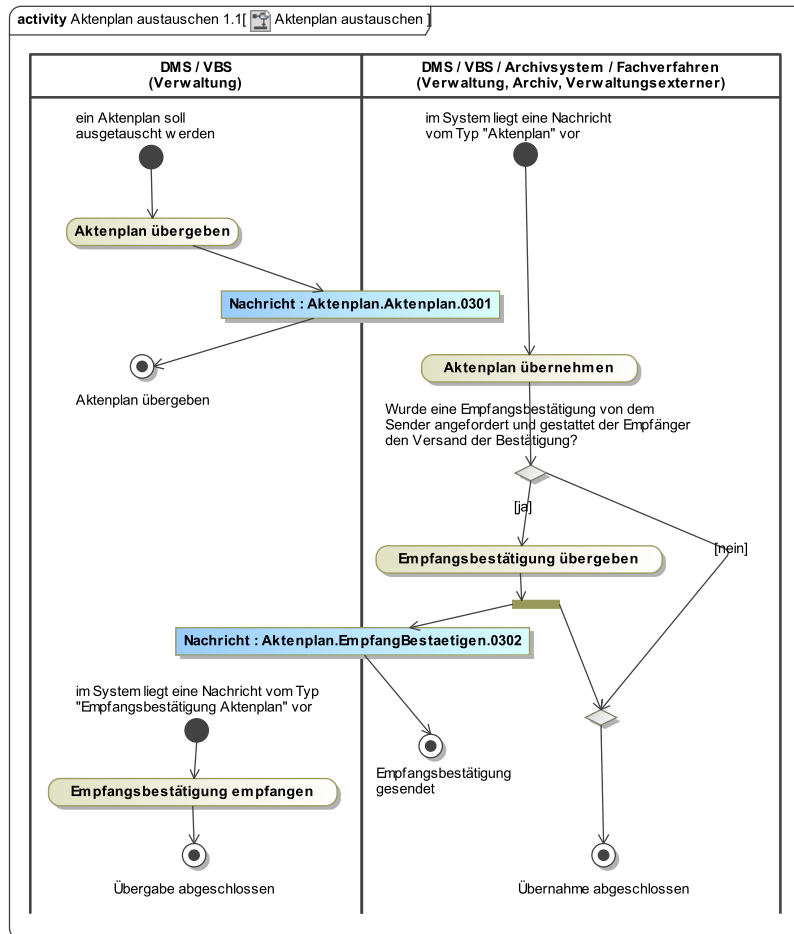 activity Aktenplan austauschen 1.1[ Aktenplan austauschen ]
DMS / VBS
(Verwaltung)
DMS / VBS / Archivsystem / Fachverfahren
(Verwaltung, Archiv, Verwaltungsexterner)
ein Aktenplan soll
ausgetauscht werden
im System liegt eine Nachricht
vom Typ "Aktenplan" vor
Aktenplan übergeben
Nachricht : Aktenplan.Aktenplan.0301
Aktenplan übergeben
Aktenplan übernehmen
Wurde eine Empfangsbestätigung von dem
Sender angefordert und gestattet der Empfänger
den Versand der Bestätigung?
[ja]
[nein]
Empfangsbestätigung übergeben
Nachricht : Aktenplan.EmpfangBestaetigen.0302
im System liegt eine Nachricht vom Typ
"Empfangsbestätigung Aktenplan" vor
Empfangsbestätigung
gesendet
Empfangsbestätigung empfangen
Übergabe abgeschlossen
Übernahme abgeschlossen